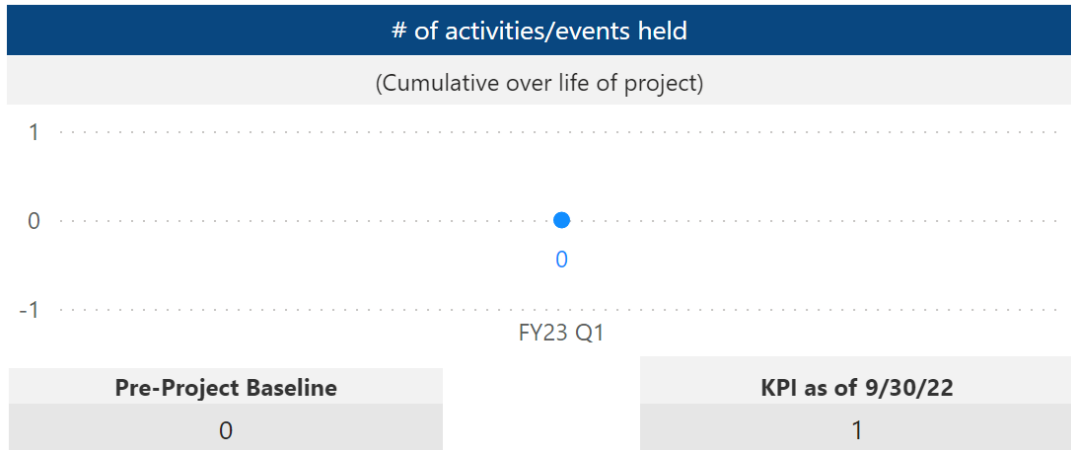 # of activities/events held
(Cumulative over life of project)
1
0
0
-1
FY23 Q1
Pre-Project Baseline
0
KPI as of 9/30/22
1